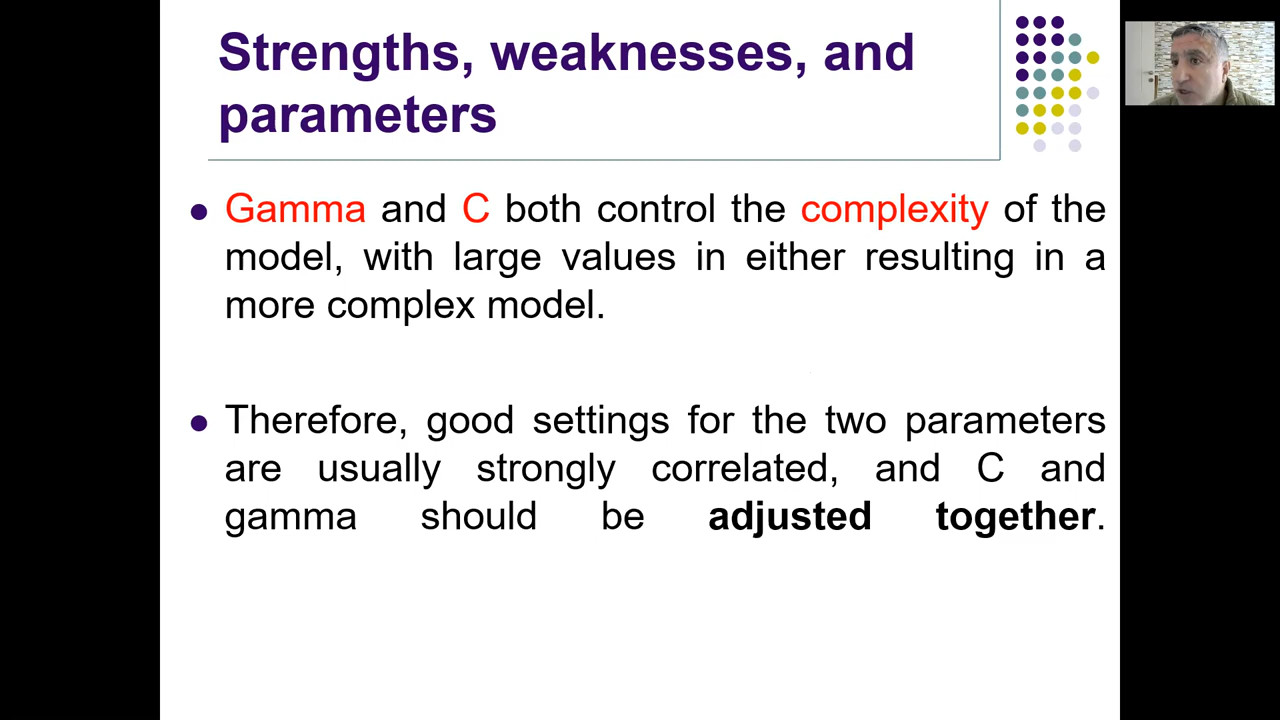 Strengths, weaknesses, and
parameters
Gamma and C both control the complexity of the
model, with large values in either resulting in a
more complex model.
Therefore, good settings for the two parameters
are usually strongly correlated, and C and
gamma should be adjusted together.